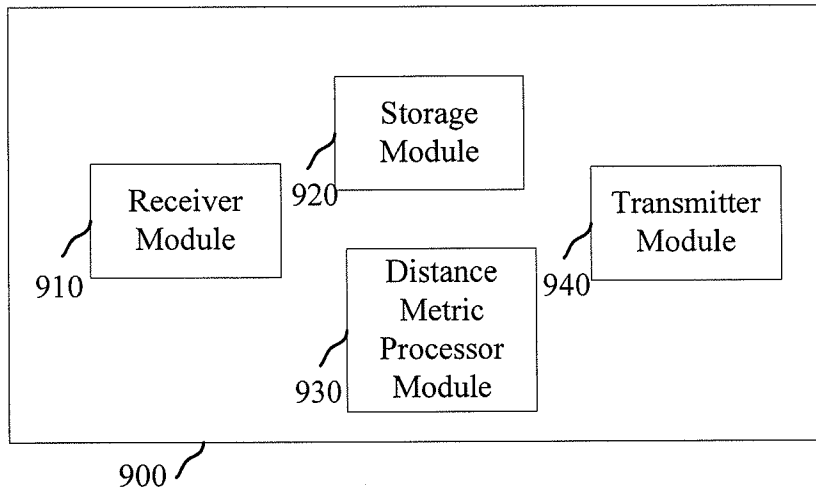 Storage
Module
920
Receiver
Module
910
Transmitter
Module
940
Distance
Metric
Processor
Module
930
900